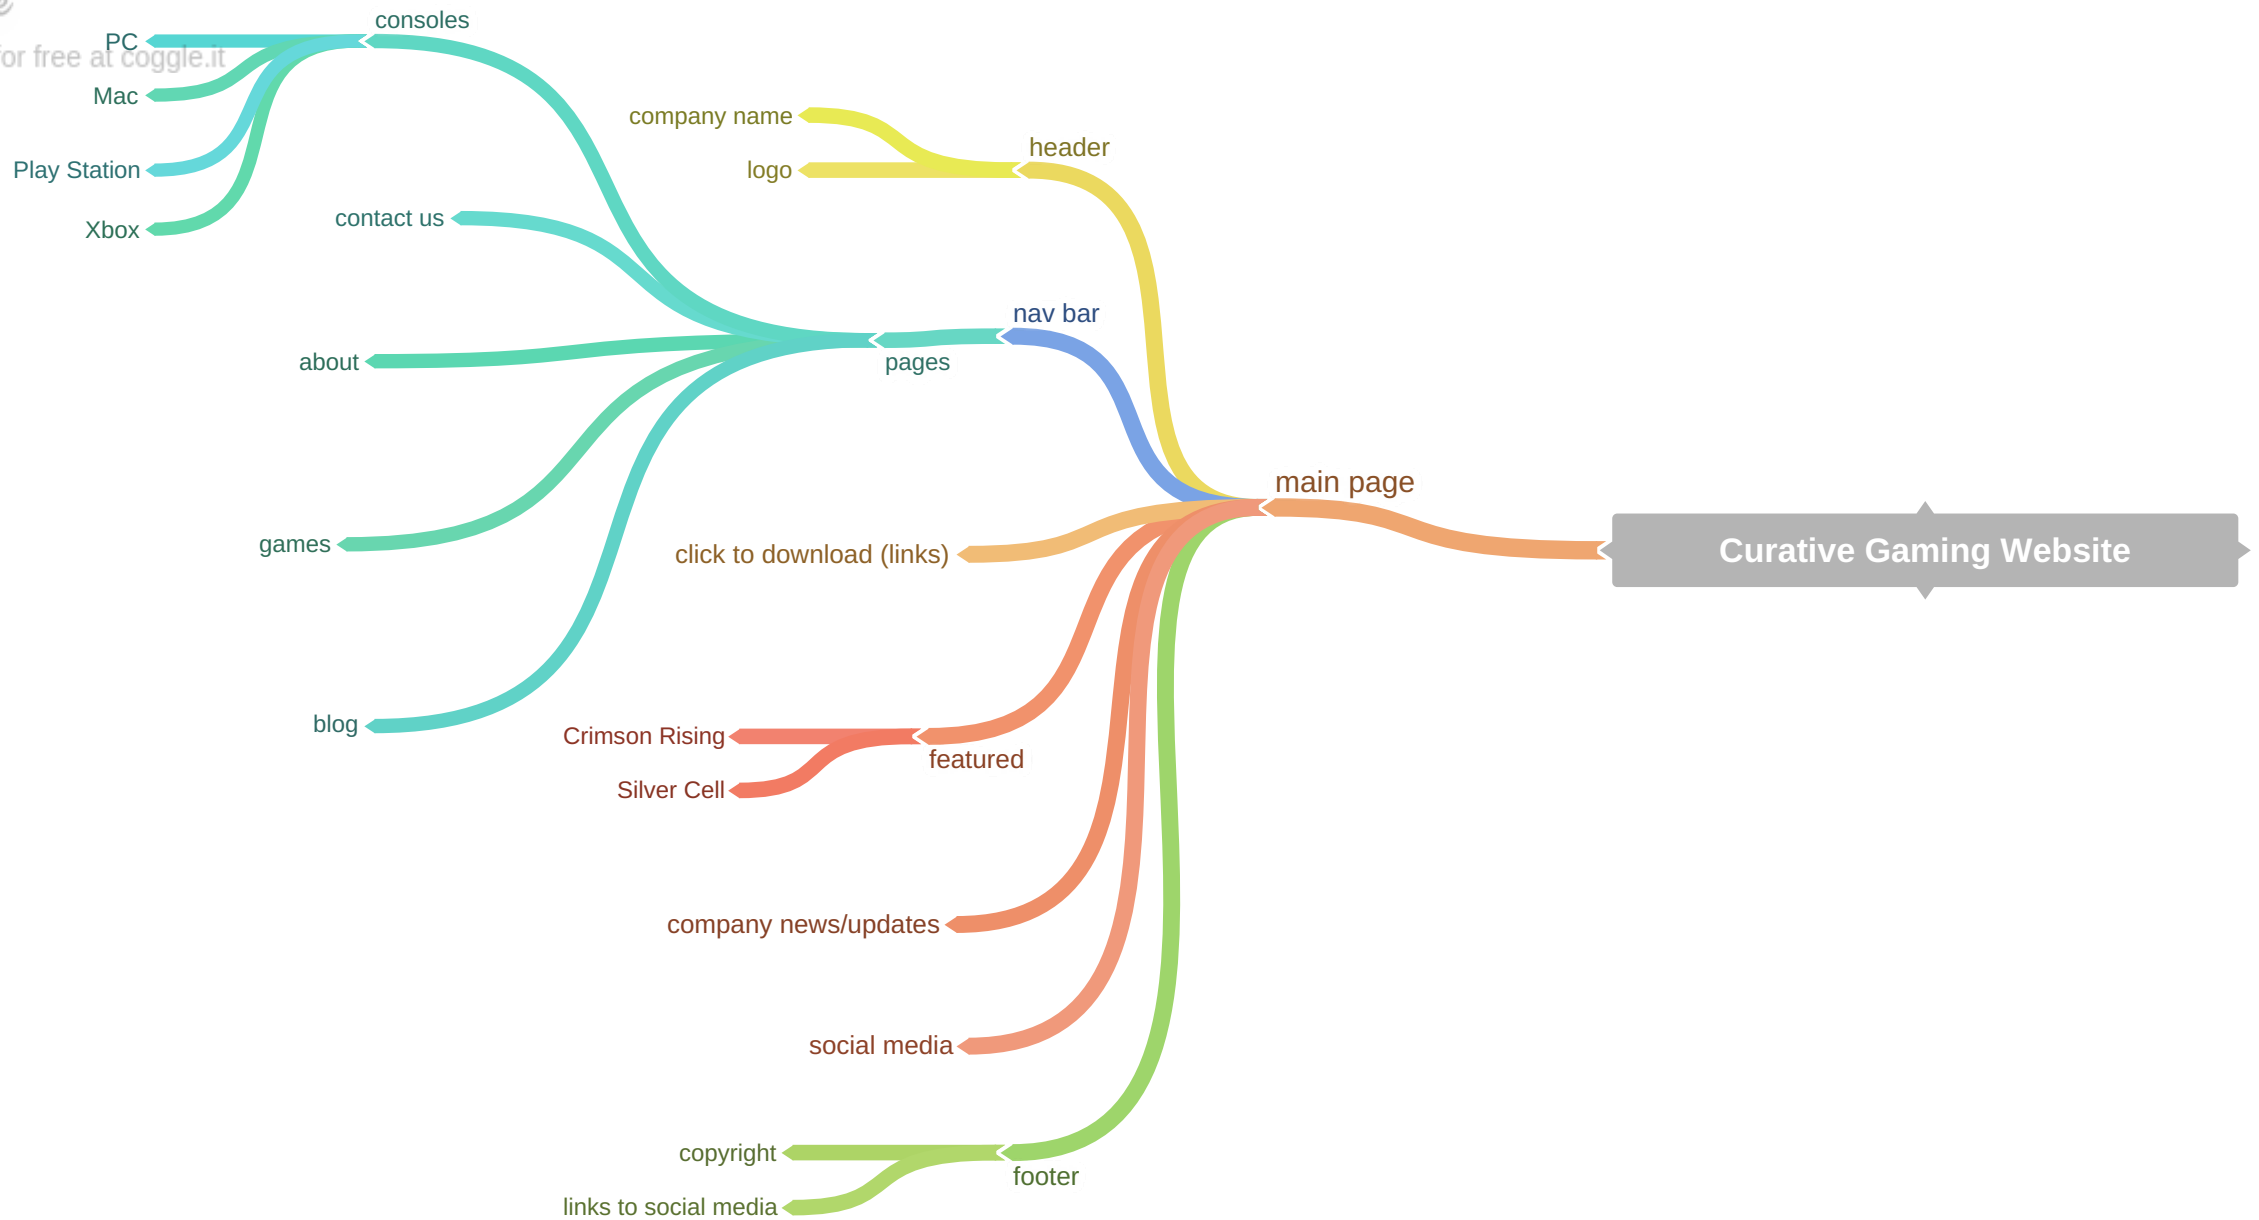 consoles
PC
for free at coggle.it
Mac
company name
header
logo
Play Station
contact us
Xbox
nav bar
about
pages
main page
games
click to download (links)
Curative Gaming Website
blog
Crimson Rising
featured
Silver Cell
company news/updates
social media
copyright
footer
links to social media